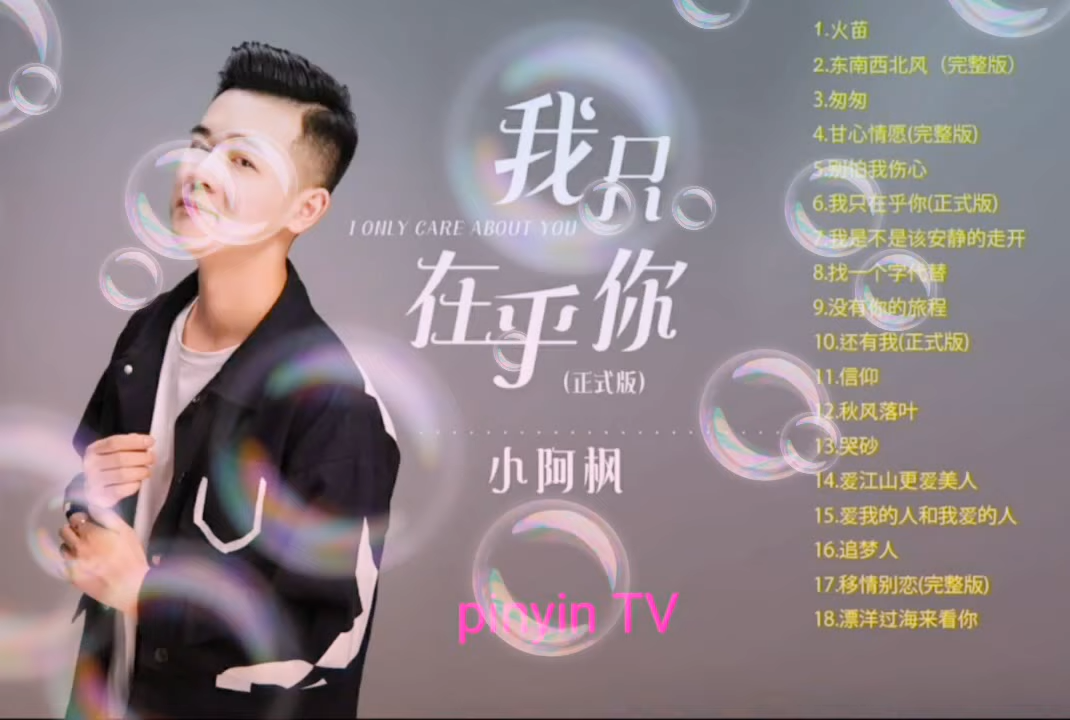 我只
I ONLY CARE ABOUT YOU
在乎你
(正式版)
小阿枫
pinyin TV
1.火苗
2.东南西北风（完整版）
3.匆匆
4.甘心情愿(完整版)
5.别怕我伤心
6.我只在乎你(正式版)
7.我是不是该安静的走开
8.找一个字代替
9.没有你的旅程
10.还有我(正式版)
11.信仰
12.秋风落叶
13.哭砂
14.爱江山更爱美人
15.爱我的人和我爱的人
16.追梦人
17.移情别恋(完整版)
18.漂洋过海来看你